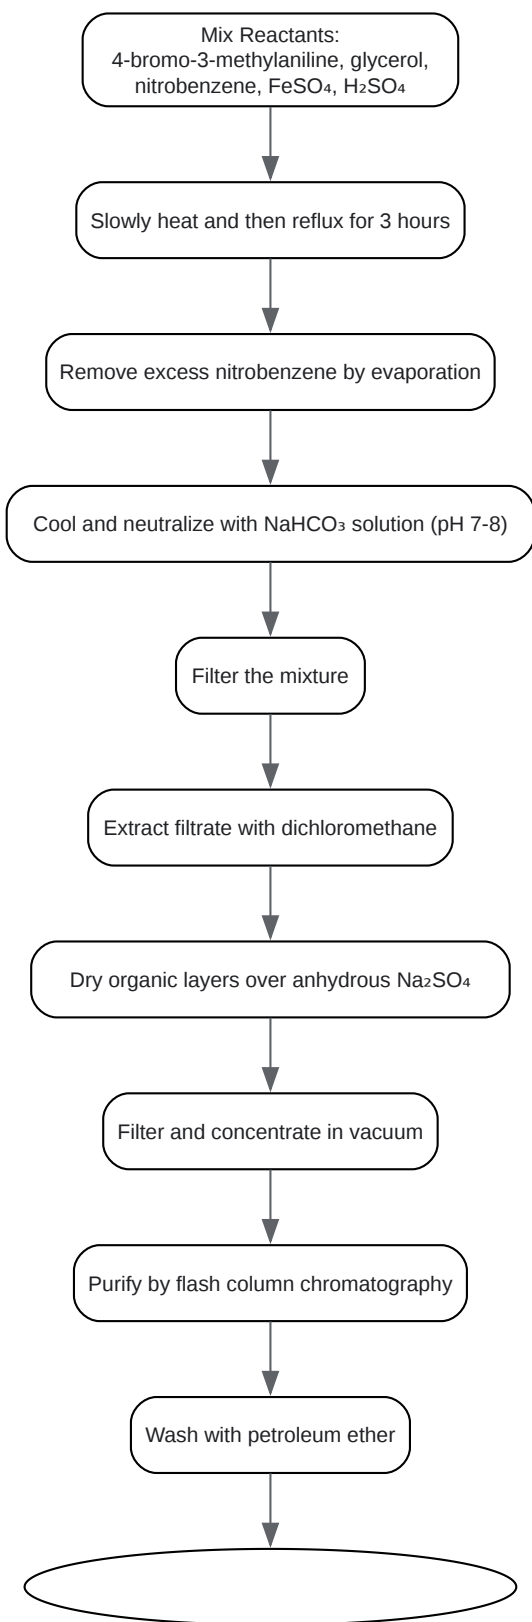 Mix Reactants:
4-bromo-3-methylaniline, glycerol,
nitrobenzene, FeSO₄, H₂SO₄
Slowly heat and then reflux for 3 hours
Remove excess nitrobenzene by evaporation
Cool and neutralize with NaHCO₃ solution (pH 7-8)
Filter the mixture
Extract filtrate with dichloromethane
Dry organic layers over anhydrous Na₂SO₄
Filter and concentrate in vacuum
Purify by flash column chromatography
Wash with petroleum ether